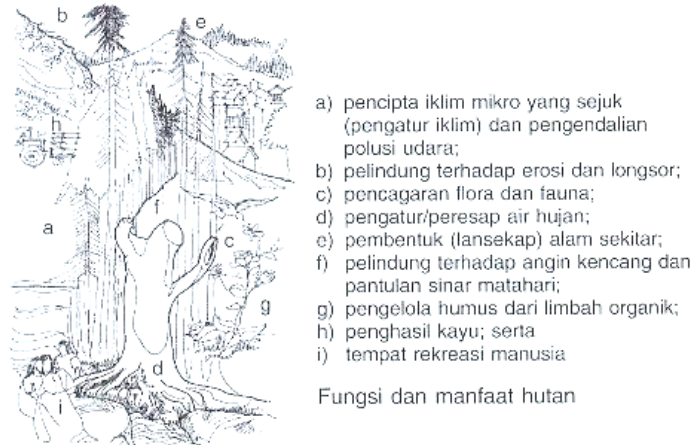 b
e
h
f
a
c
g
d
i
a) pencipta iklim mikro yang sejuk
(pengatur iklim) dan pengendalian
polusi udara;
b) pelindung terhadap erosi dan longsor;
c) pencagaran flora dan fauna;
d) pengatur/peresap air hujan;
e) pembentuk (lansekap) alam sekitar;
f) pelindung terhadap angin kencang dan
pantulan sinar matahari;
g) pengelola humus dari limbah organik;
h) penghasil kayu; serta
i) tempat rekreasi manusia
Fungsi dan manfaat hutan